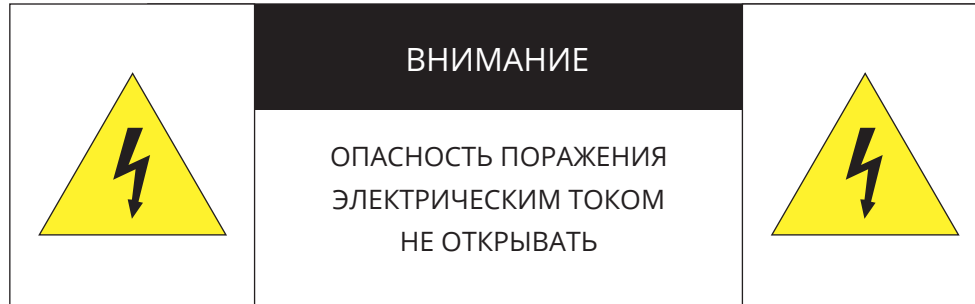 ВНИМАНИЕ
ОПАСНОСТЬ ПОРАЖЕНИЯ
ЭЛЕКТРИЧЕСКИМ ТОКОМ
НЕ ОТКРЫВАТЬ